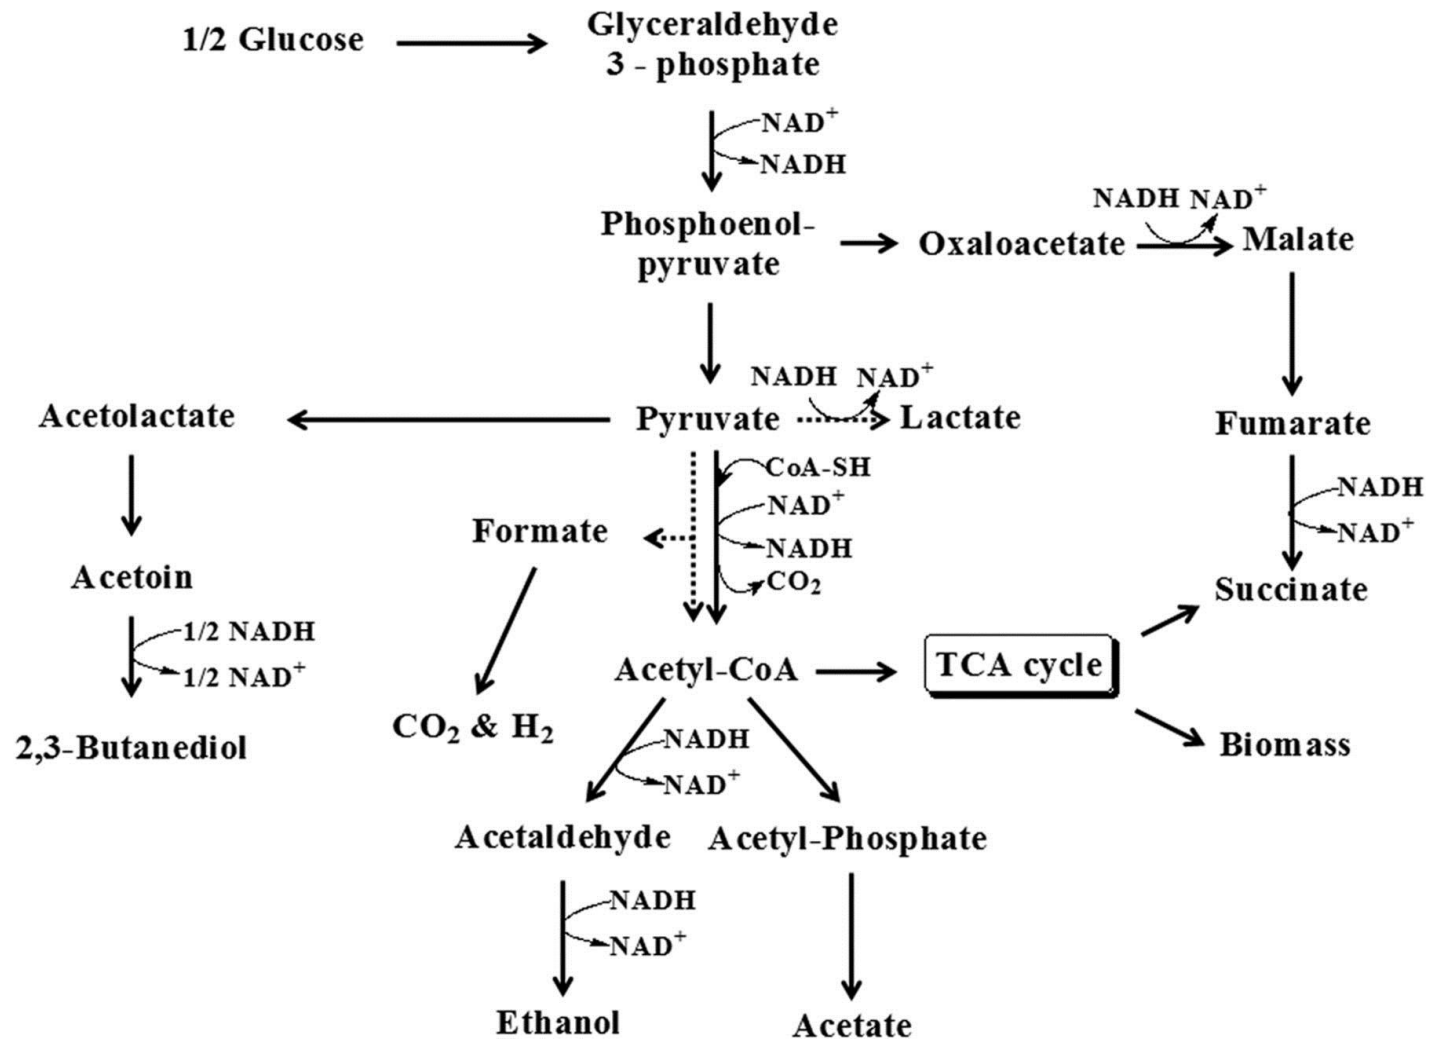 1/2 Glucose
Glyceraldehyde
3 - phosphate
NAD⁺
NADH
Phosphoenol-
pyruvate
Oxaloacetate
NADH NAD⁺
Malate
NADH NAD⁺
Acetolactate
Pyruvate
Lactate
Fumarate
CoA-SH
NAD⁺
NADH
CO₂
NADH
NAD⁺
Formate
Acetoin
Succinate
1/2 NADH
1/2 NAD⁺
Acetyl-CoA
TCA cycle
2,3-Butanediol
CO₂ & H₂
NADH
NAD⁺
Biomass
Acetaldehyde
Acetyl-Phosphate
NADH
NAD⁺
Ethanol
Acetate